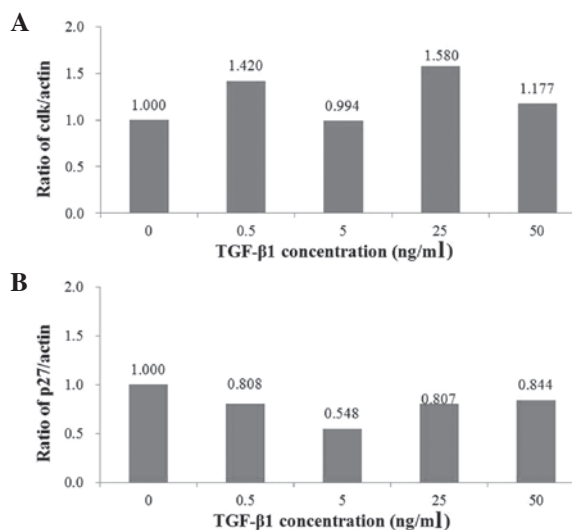 A
2.0
1.5
1.0
0.5
0.0
Ratio of cdk/actin
1.000
1.420
0.994
1.580
1.177
0 0.5 5 25 50
TGF-β1 concentration (ng/ml)
B
2.0
1.5
1.0
0.5
0.0
Ratio of p27/actin
1.000
0.808
0.548
0.807
0.844
0 0.5 5 25 50
TGF-β1 concentration (ng/ml)